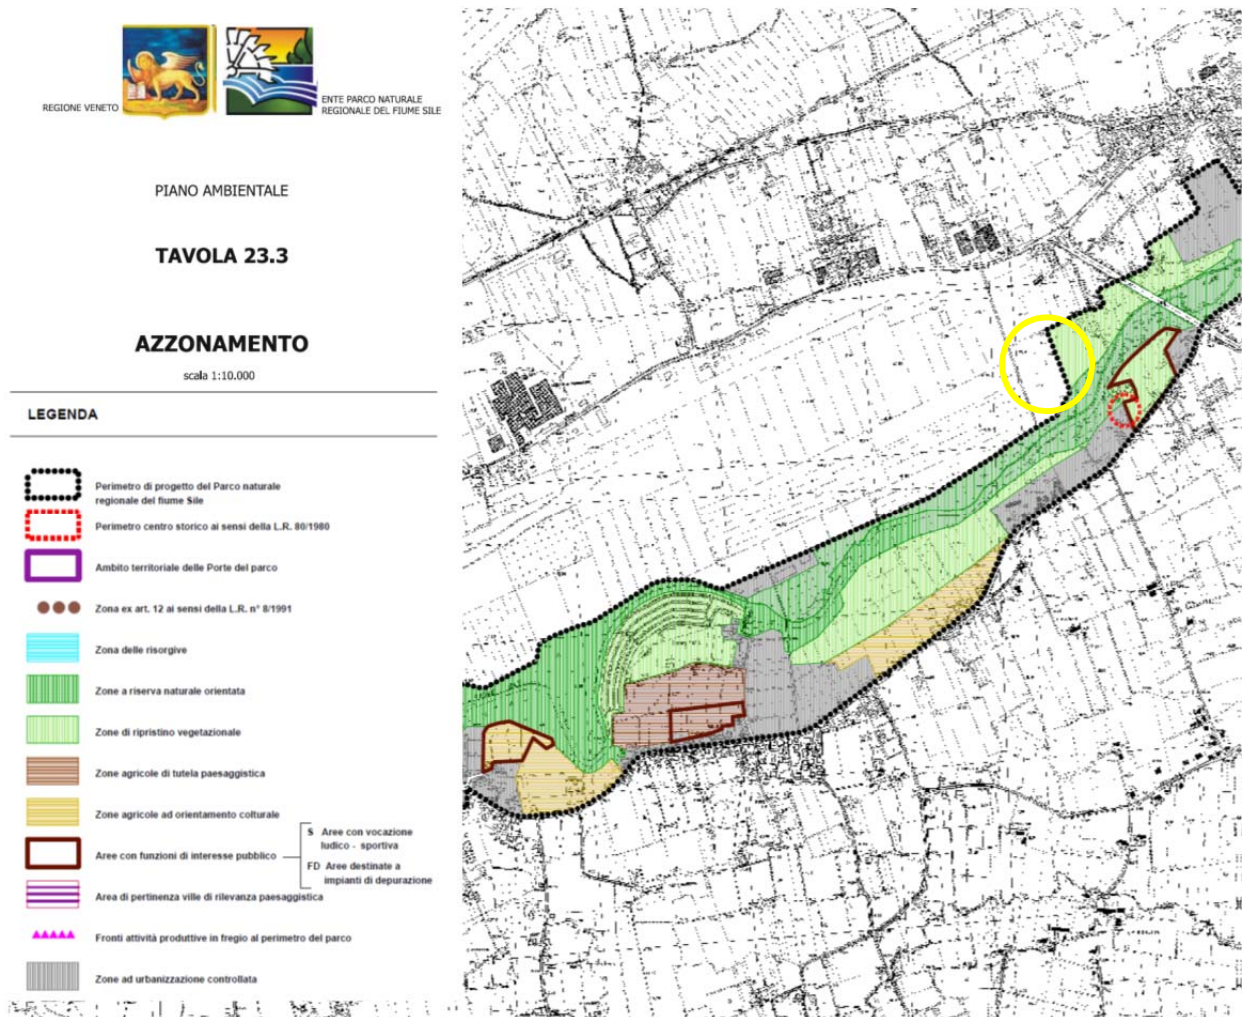 REGIONE VENETO
ENTE PARCO NATURALE
REGIONALE DEL FIUME SILE
PIANO AMBIENTALE
TAVOLA 23.3
AZZONAMENTO
scala 1:10.000
LEGENDA
Perimetro di progetto del Parco naturale
regionale del fiume Sile
Perimetro centro storico ai sensi della L.R. 80/1980
Ambito territoriale delle Porte del parco
Zona ex art. 12 ai sensi della L.R. n° 8/1991
Zona delle risorgive
Zone a riserva naturale orientata
Zone di ripristino vegetazionale
Zone agricole di tutela paesaggistica
Zone agricole ad orientamento colturale
Aree con funzioni di interesse pubblico
S Aree con vocazione
ludico - sportiva
FD Aree destinate a
impianti di depurazione
Area di pertinenza ville di rilevanza paesaggistica
Fronti attività produttive in fregio al perimetro del parco
Zone ad urbanizzazione controllata